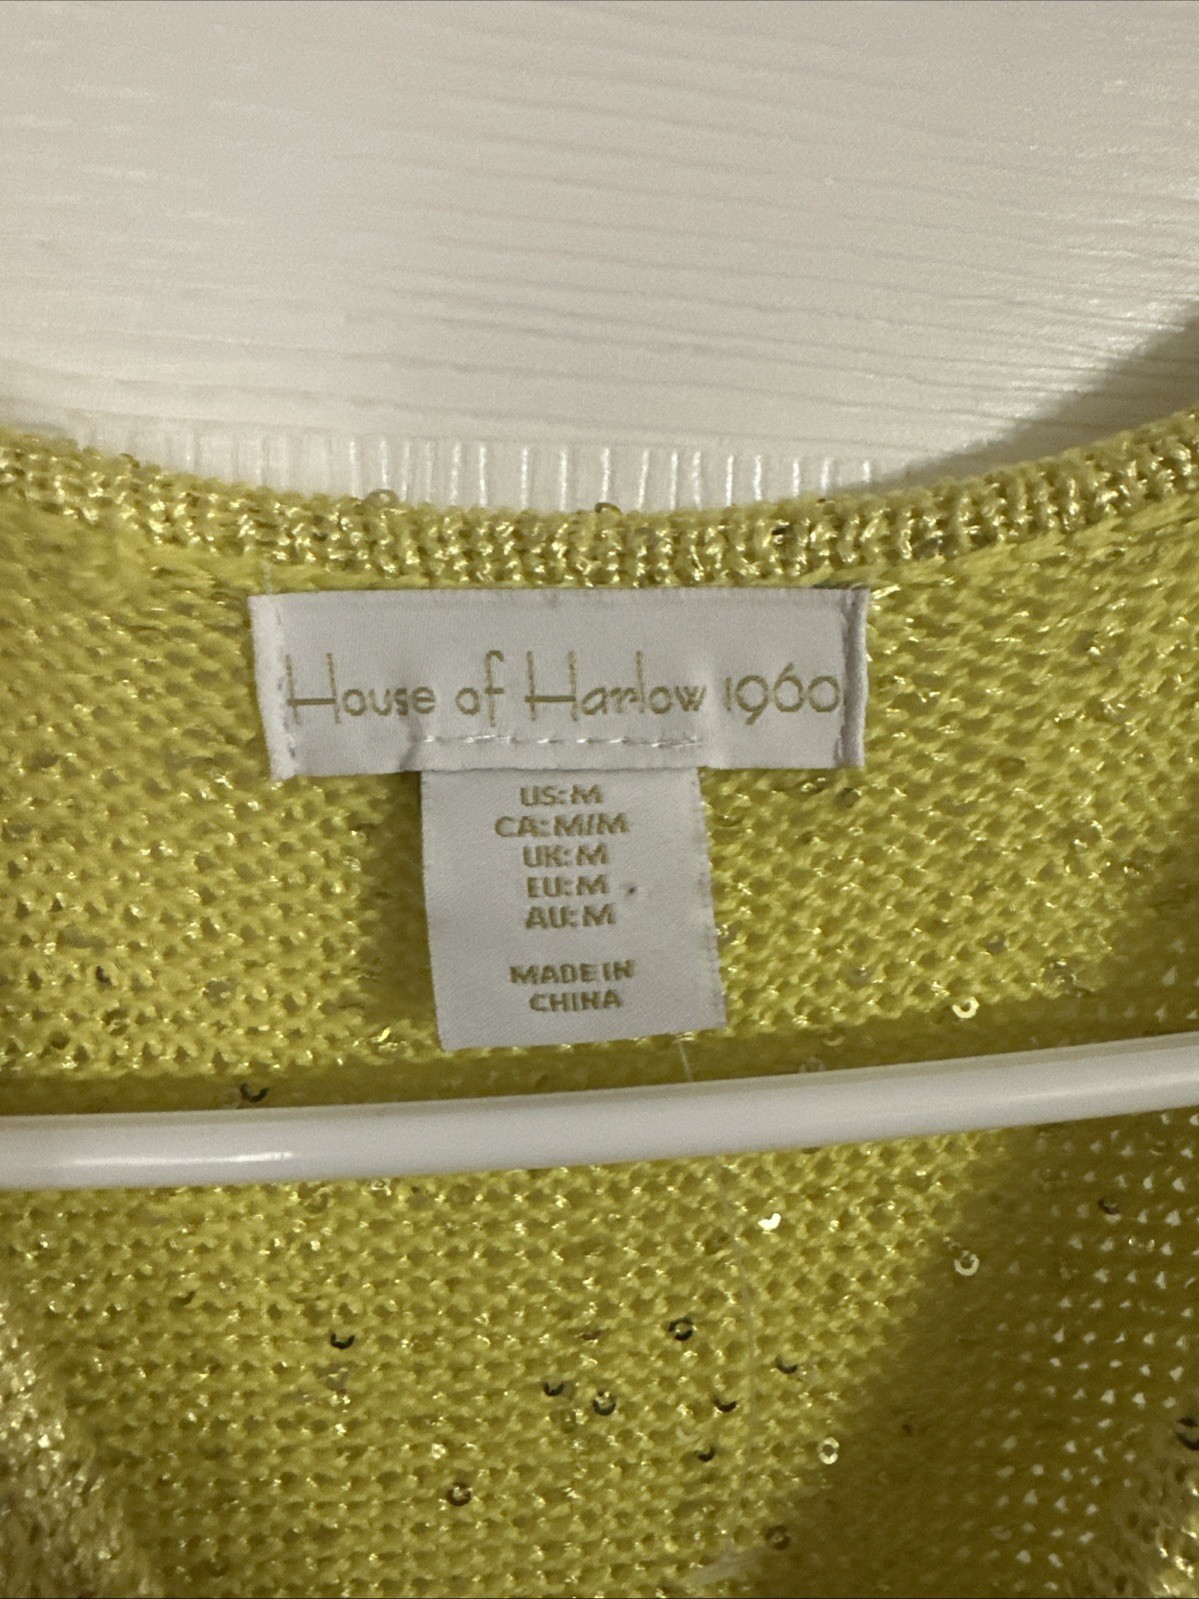 House of Harlow 1960
US:M
CA:M/M
UK:M
EU:M
AU:M
MADE IN
CHINA